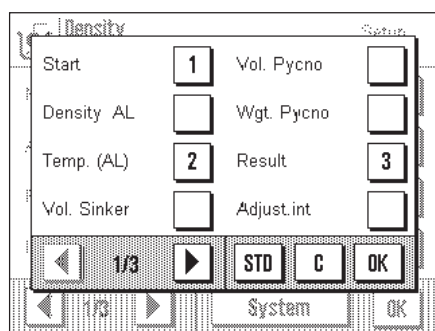 Density Setup
Start 1 Vol. Pycno
Density AL Wgt. Pycno
Temp. (AL) 2 Result 3
Vol. Sinker Adjust.int
1/3 STD C OK
1/3 System OK